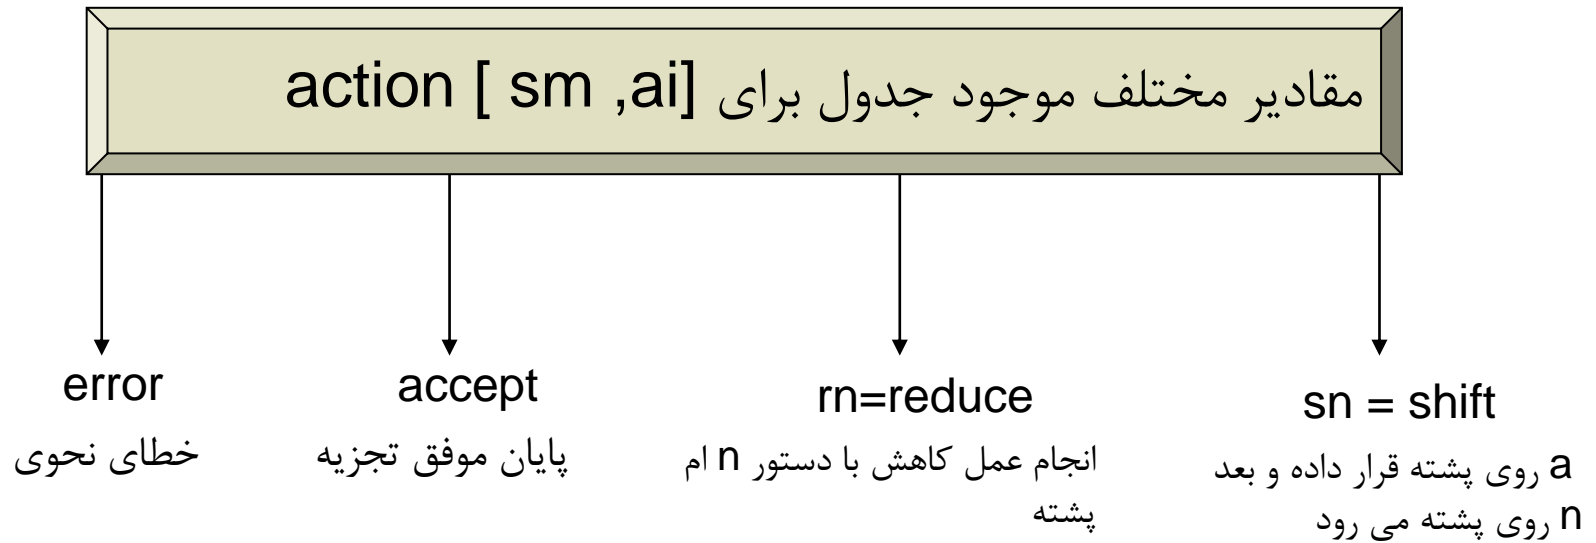 مقادیر مختلف موجود جدول برای action [ sm ,ai]
sn = shift
a روی پشته قرار داده و بعد
n روی پشته می رود
rn=reduce
انجام عمل کاهش با دستور n ام
پشته
accept
پایان موفق تجزیه
error
خطای نحوی